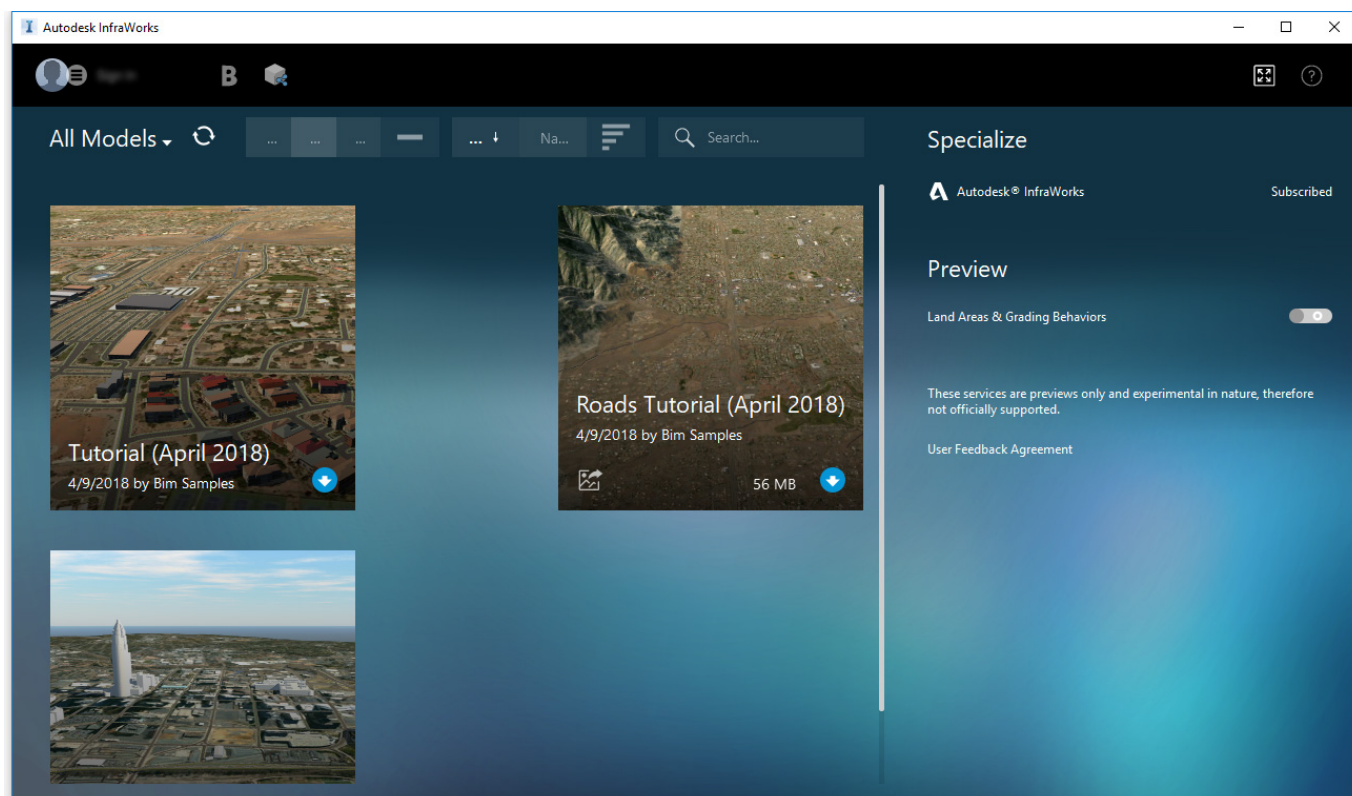 Autodesk InfraWorks
B
All Models
...
...
...
...
Na...
Search...
Specialize
Autodesk® InfraWorks
Subscribed
Preview
Land Areas & Grading Behaviors
These services are previews only and experimental in nature, therefore
not officially supported.
User Feedback Agreement
Tutorial (April 2018)
4/9/2018 by Bim Samples
Roads Tutorial (April 2018)
4/9/2018 by Bim Samples
56 MB